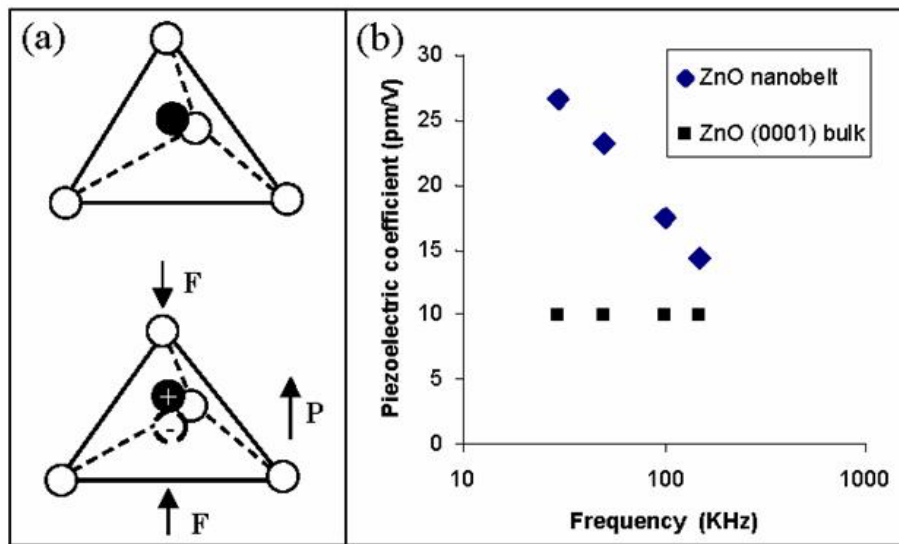 (a)
F
+
-
P
F
(b)
Piezoelectric coefficient (pm/V)
30
25
20
15
10
5
0
ZnO nanobelt
ZnO (0001) bulk
10
100
1000
Frequency (KHz)